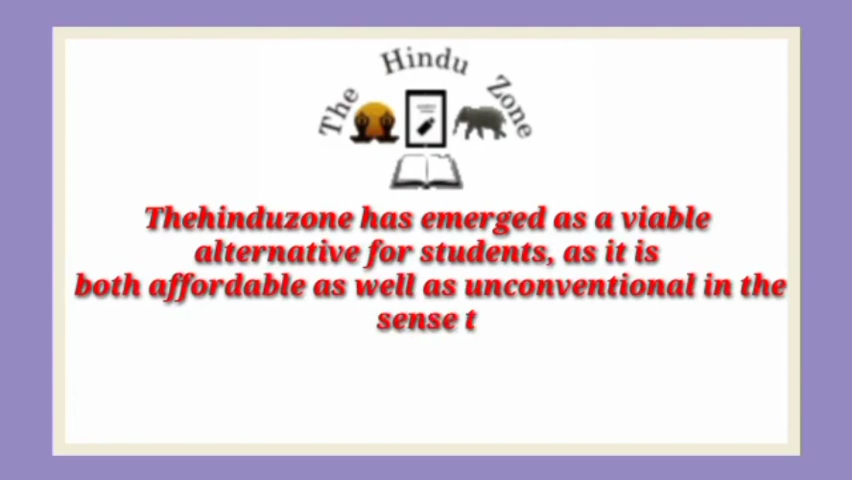 The Hindu Zone
Thehinduzone has emerged as a viable
alternative for students, as it is
both affordable as well as unconventional in the
sense t